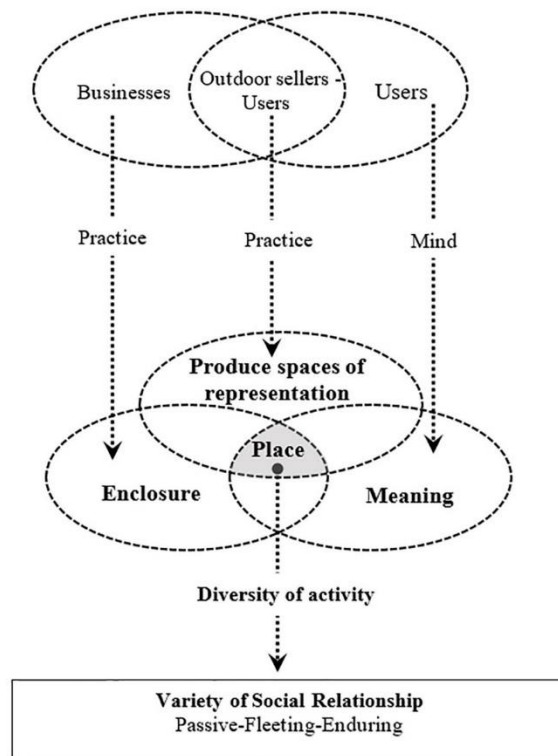 Businesses
Outdoor sellers -
Users
Users
Practice
Practice
Mind
Produce spaces of
representation
Place
Enclosure
Meaning
Diversity of activity
Variety of Social Relationship
Passive-Fleeting-Enduring